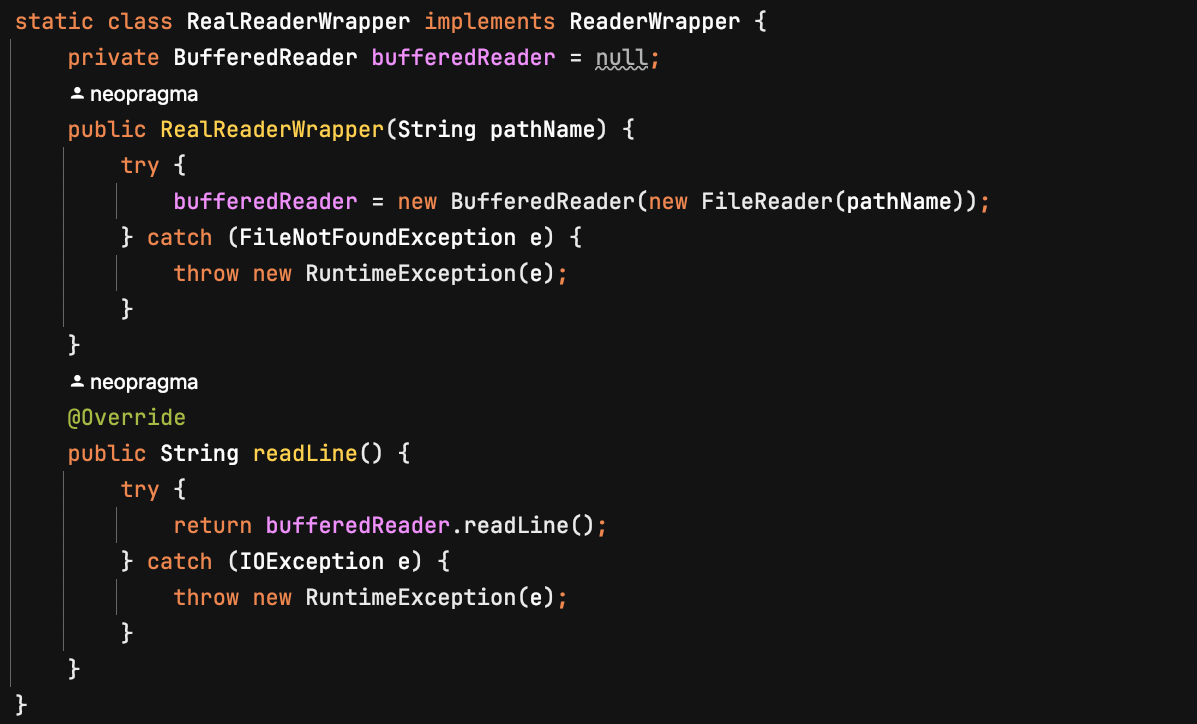 static class RealReaderWrapper implements ReaderWrapper {
    private BufferedReader bufferedReader = null;
    neopragma
    public RealReaderWrapper(String pathName) {
        try {
            bufferedReader = new BufferedReader(new FileReader(pathName));
        } catch (FileNotFoundException e) {
            throw new RuntimeException(e);
        }
    }
    neopragma
    @Override
    public String readLine() {
        try {
            return bufferedReader.readLine();
        } catch (IOException e) {
            throw new RuntimeException(e);
        }
    }
}